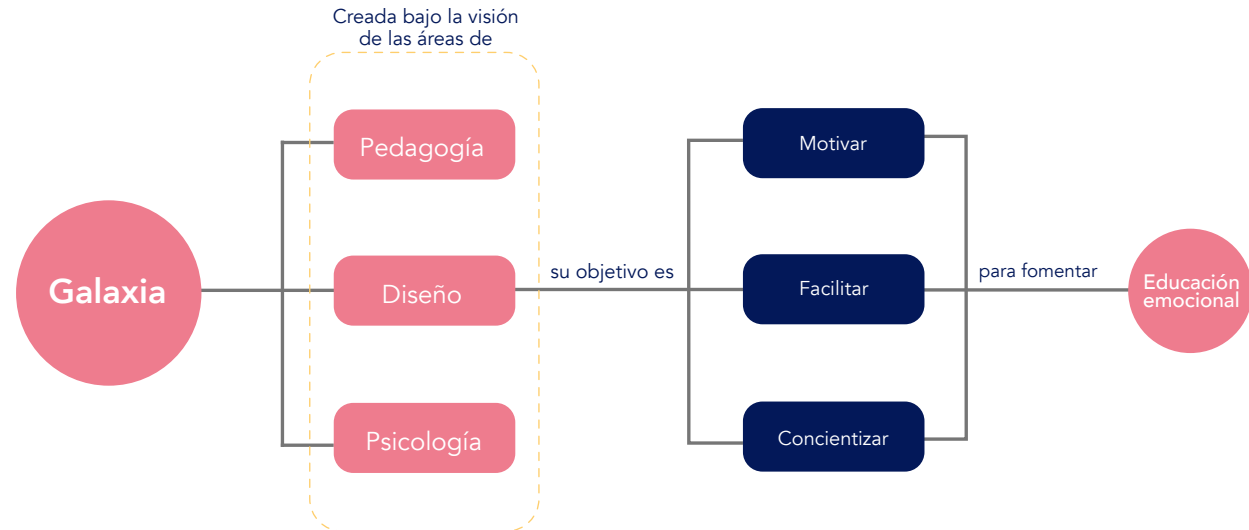 Creada bajo la visión
de las áreas de
Galaxia
Pedagogía
Diseño
Psicología
su objetivo es
Motivar
Facilitar
Concientizar
para fomentar
Educación
emocional